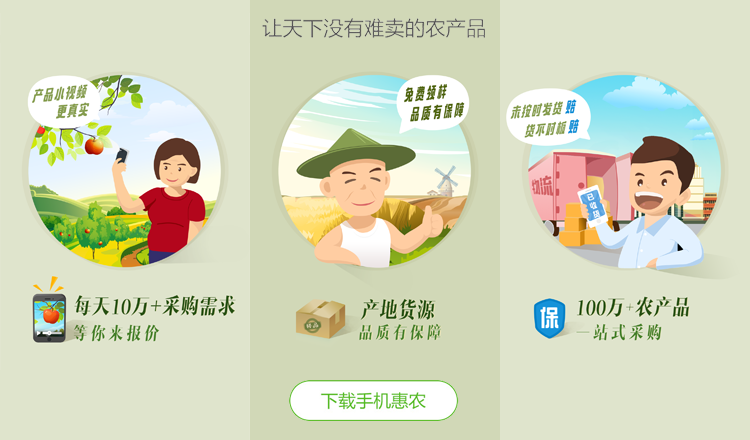 让天下没有难卖的农产品
产品小视频
更真实
免费拿样
品质有保障
未按时发货 赔
货不对板 赔
物流
已收货
每天10万+采购需求
等你来报价
产地货源
品质有保障
保
100万+农产品
一站式采购
下载手机惠农